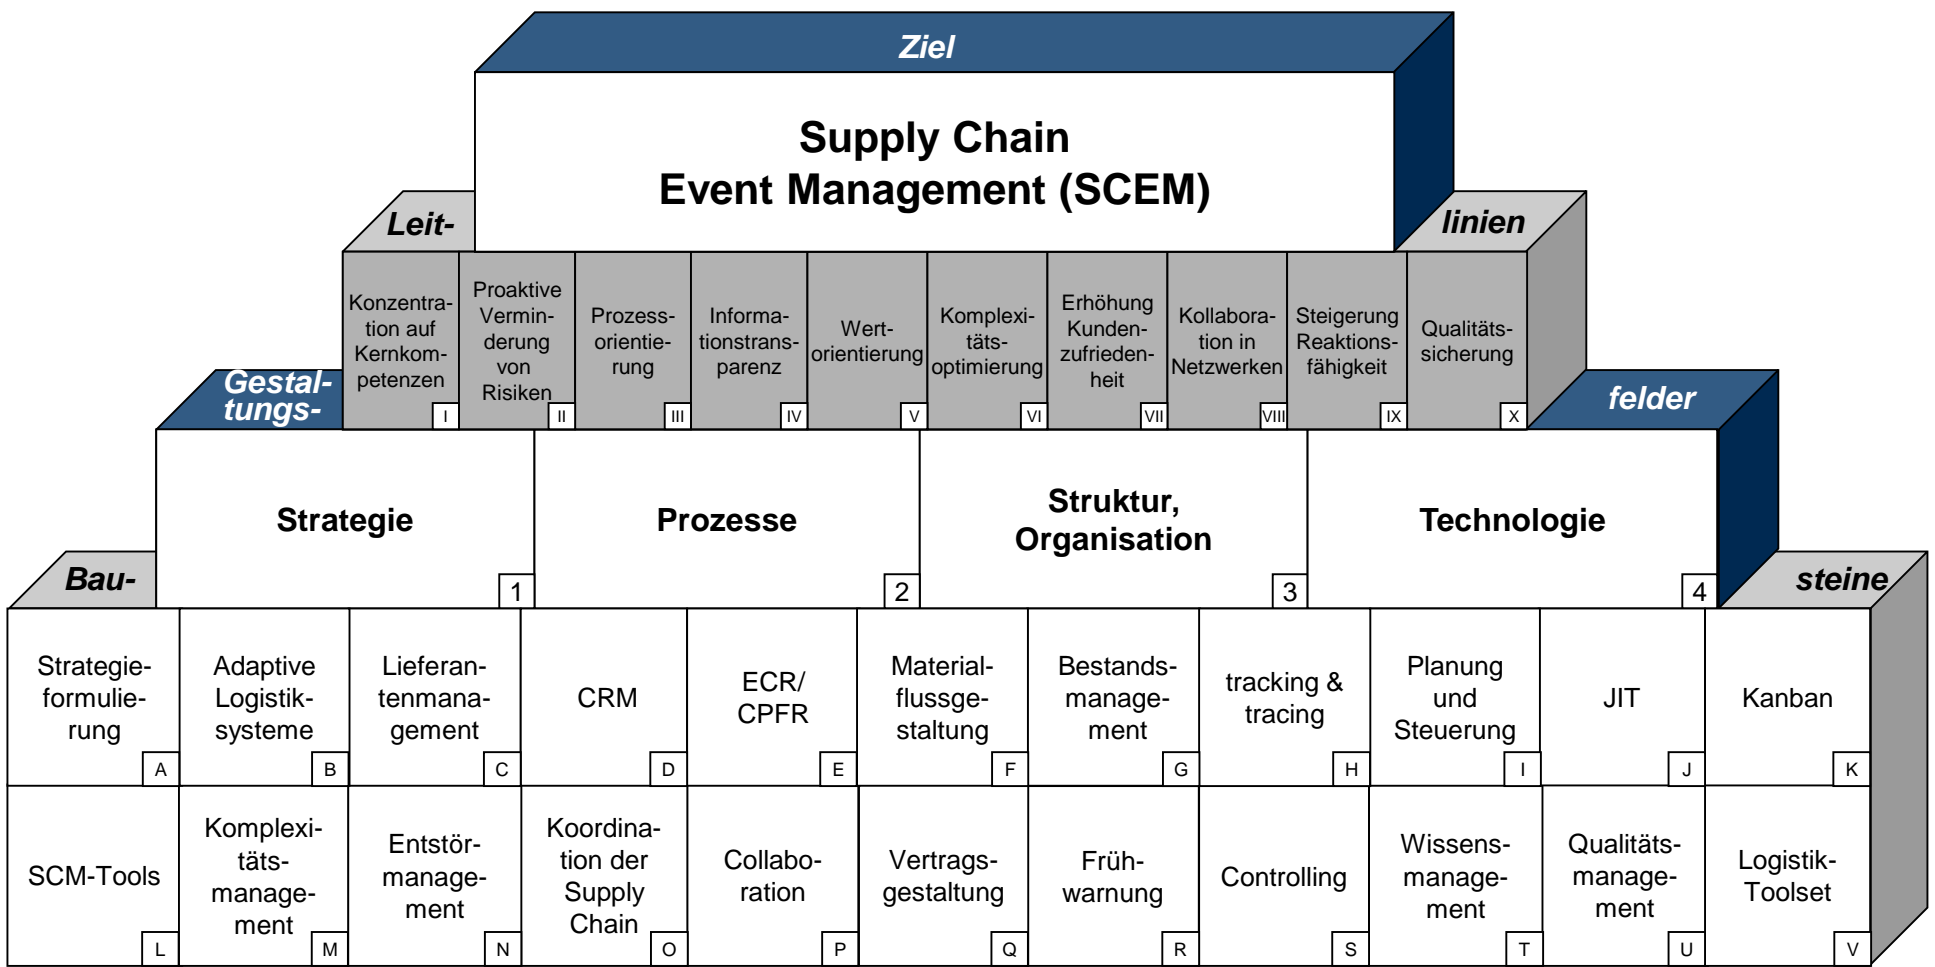 Ziel
Supply Chain
Event Management (SCEM)
Leit-
linien
Konzentra-
tion auf
Kernkom-
petenzen
I
Proaktive
Vermin-
derung
von
Risiken
II
Prozess-
orientie-
rung
III
Informa-
tionstrans-
parenz
IV
Wert-
orientierung
V
Komplexi-
täts-
optimierung
VI
Erhöhung
Kunden-
zufrieden-
heit
VII
Kollabora-
tion in
Netzwerken
VIII
Steigerung
Reaktions-
fähigkeit
IX
Qualitäts-
sicherung
X
Gestal-
tungs-
felder
Strategie
1
Prozesse
2
Struktur,
Organisation
3
Technologie
4
Bau-
steine
Strategie-
formulie-
rung
A
Adaptive
Logistik-
systeme
B
Lieferan-
tenmana-
gement
C
CRM
D
ECR/
CPFR
E
Material-
flussge-
staltung
F
Bestands-
manage-
ment
G
tracking &
tracing
H
Planung
und
Steuerung
I
JIT
J
Kanban
K
SCM-Tools
L
Komplexi-
täts-
manage-
ment
M
Entstör-
manage-
ment
N
Koordina-
tion der
Supply
Chain
O
Collabo-
ration
P
Vertrags-
gestaltung
Q
Früh-
warnung
R
Controlling
S
Wissens-
manage-
ment
T
Qualitäts-
manage-
ment
U
Logistik-
Toolset
V